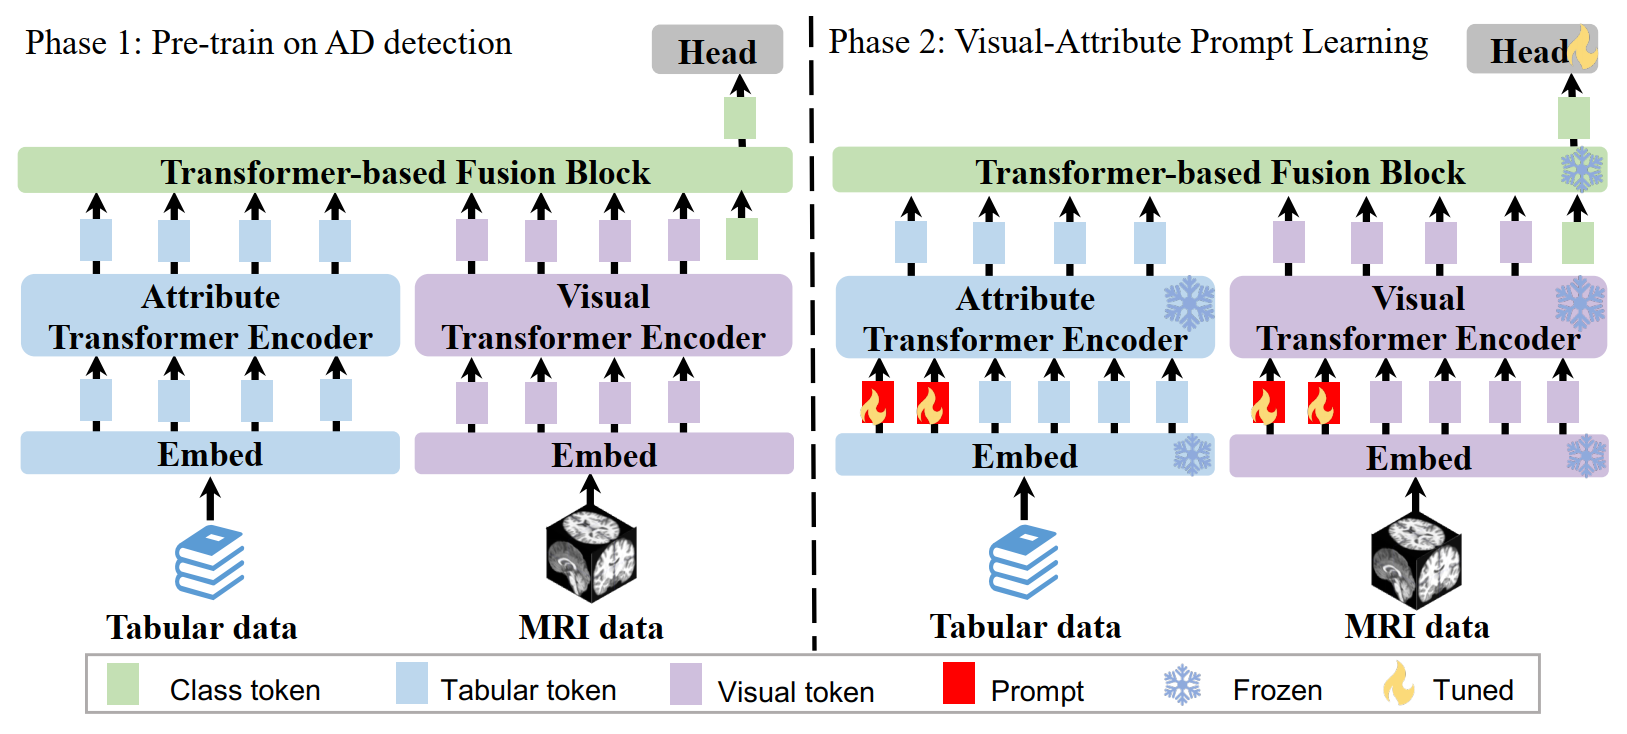 Phase 1: Pre-train on AD detection
Head
Transformer-based Fusion Block
Attribute
Transformer Encoder
Visual
Transformer Encoder
Embed
Embed
Tabular data
MRI data
Phase 2: Visual-Attribute Prompt Learning
Head
Transformer-based Fusion Block
Attribute
Transformer Encoder
Visual
Transformer Encoder
Embed
Embed
Tabular data
MRI data
Class token
Tabular token
Visual token
Prompt
Frozen
Tuned